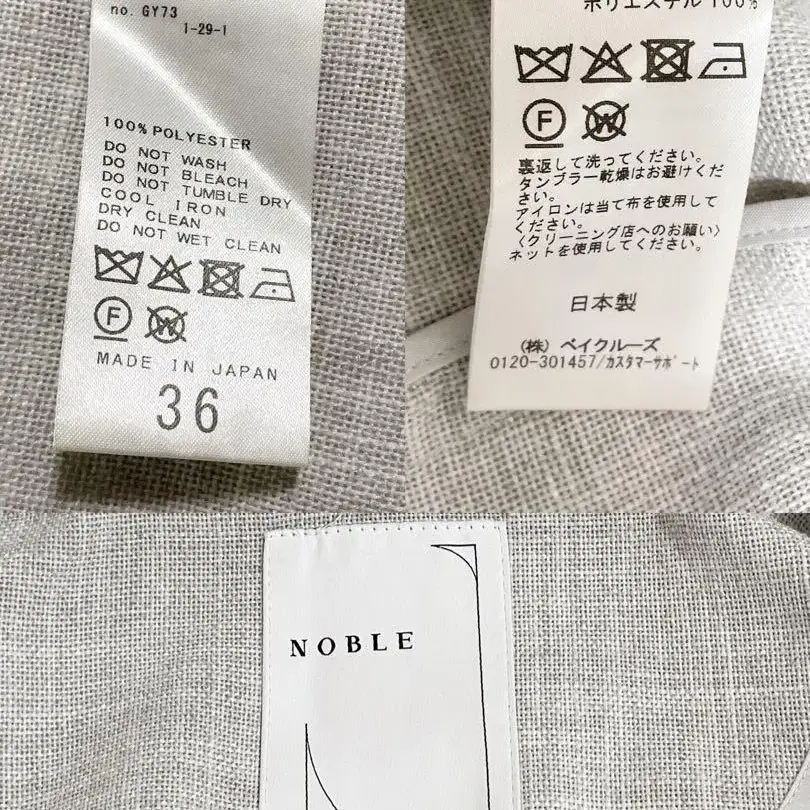 no. GY73
1-29-1
100% POLYESTER
DO NOT WASH
DO NOT BLEACH
DO NOT TUMBLE DRY
COOL IRON
DRY CLEAN
DO NOT WET CLEAN
F
W
MADE IN JAPAN
36
ポリエステル 100%
F
W
裏返して洗ってください。
タンブラー乾燥はお避けくだ
さい。
アイロンは当て布を使用して
ください。
〈クリーニング店へのお願い〉
ネットを使用してください。
日本製
(株) ベイクルーズ
0120-301457/カスタマーサポート
NOBLE